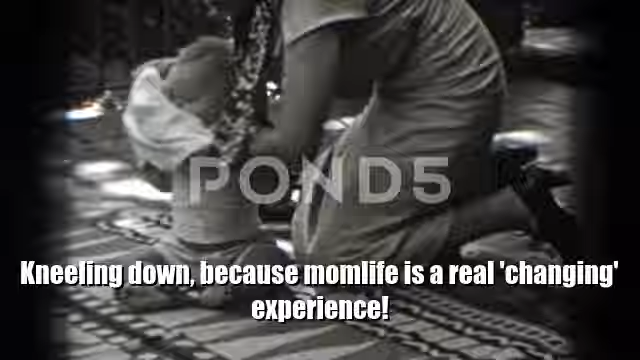 POND5
Kneeling down, because momlife is a real 'changing'
experience!